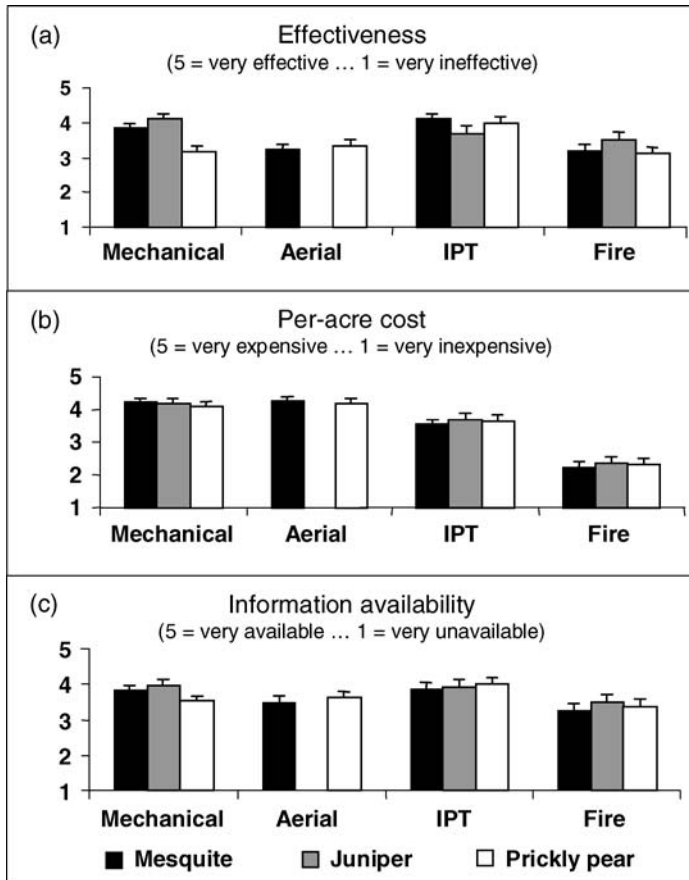 (a) Effectiveness
(5 = very effective ... 1 = very ineffective)
5
4
3
2
1
Mechanical Aerial IPT Fire
(b) Per-acre cost
(5 = very expensive ... 1 = very inexpensive)
5
4
3
2
1
Mechanical Aerial IPT Fire
(c) Information availability
(5 = very available ... 1 = very unavailable)
5
4
3
2
1
Mechanical Aerial IPT Fire
Mesquite Juniper Prickly pear